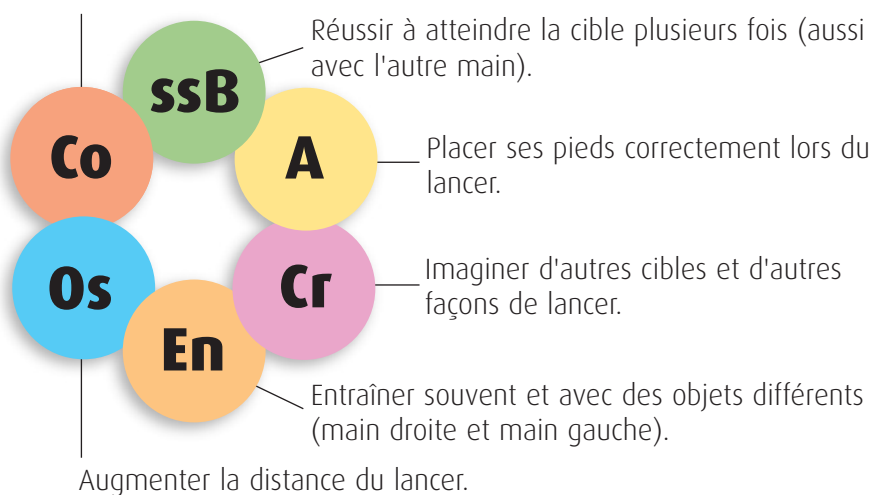 Réussir à atteindre la cible plusieurs fois (aussi
avec l'autre main).
ssB
Co
A
Placer ses pieds correctement lors du
lancer.
Os
Cr
Imaginer d'autres cibles et d'autres
façons de lancer.
En
Entraîner souvent et avec des objets différents
(main droite et main gauche).
Augmenter la distance du lancer.